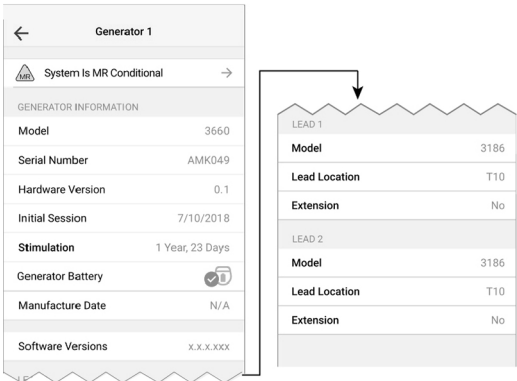 Generator 1
MR System Is MR Conditional
GENERATOR INFORMATION
Model 3660
Serial Number AMK049
Hardware Version 0.1
Initial Session 7/10/2018
Stimulation 1 Year, 23 Days
Generator Battery
Manufacture Date N/A
Software Versions x.x.x.xxx
LEAD 1
Model 3186
Lead Location T10
Extension No
LEAD 2
Model 3186
Lead Location T10
Extension No